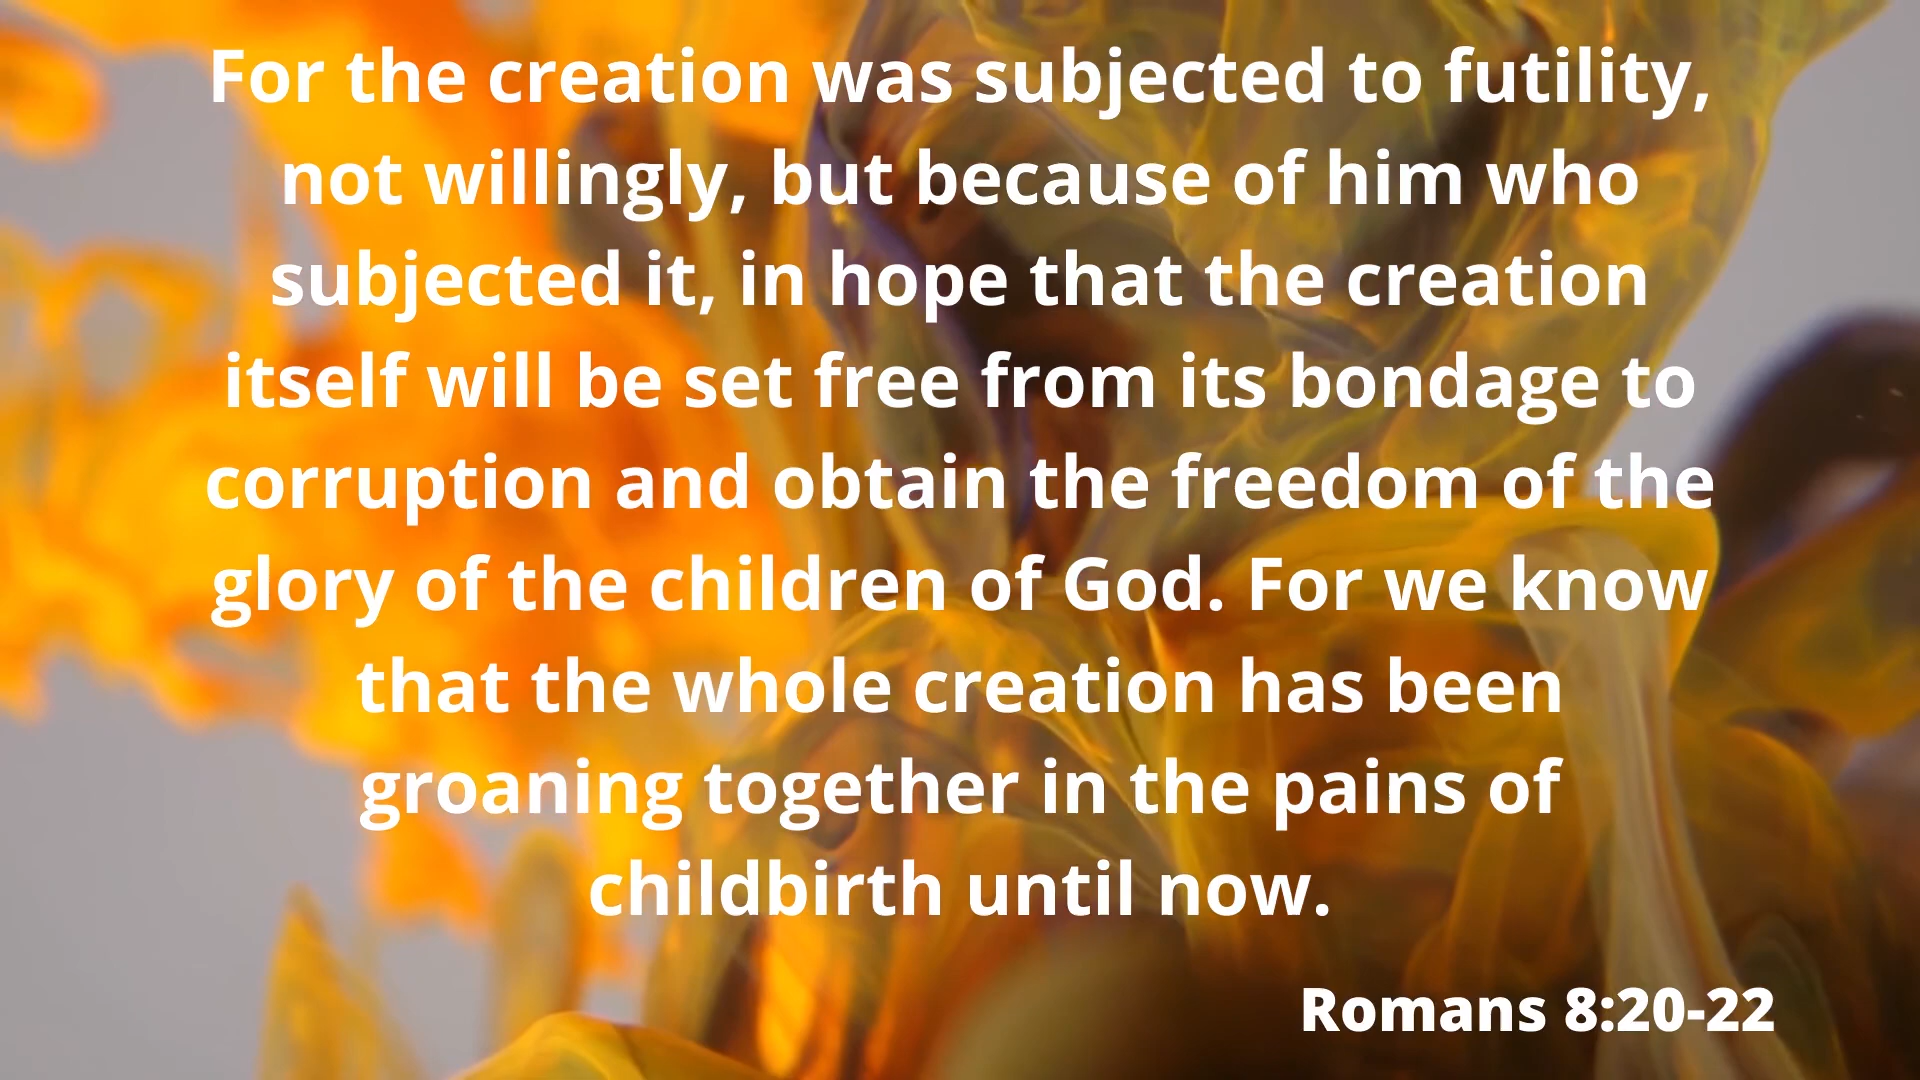 For the creation was subjected to futility,
not willingly, but because of him who
subjected it, in hope that the creation
itself will be set free from its bondage to
corruption and obtain the freedom of the
glory of the children of God. For we know
that the whole creation has been
groaning together in the pains of
childbirth until now.
Romans 8:20-22